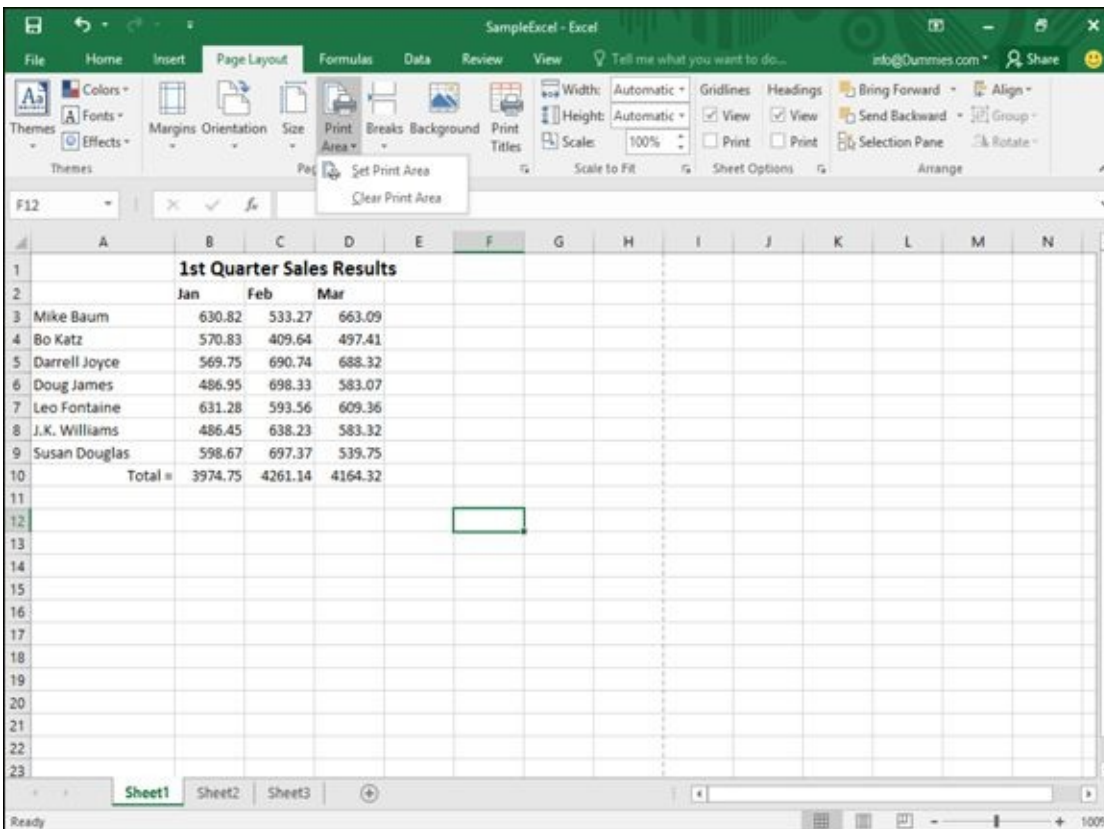 SampleExcel - Excel
File Home Insert Page Layout Formulas Data Review View Tell me what you want to do... info@Dummies.com Share
Themes
Colors
Fonts
Effects
Margins Orientation Size Print Area Breaks Background Print Titles
Width: Automatic
Height: Automatic
Scale: 100%
Gridlines Headings
View View
Print Print
Bring Forward
Send Backward
Selection Pane
Align
Group
Rotate
Themes Scale to Fit Sheet Options Arrange
Set Print Area
Clear Print Area
F12 fx
A B C D E F G H I J K L M N
1 1st Quarter Sales Results
2 Jan Feb Mar
3 Mike Baum 630.82 533.27 663.09
4 Bo Katz 570.83 409.64 497.41
5 Darrell Joyce 569.75 690.74 688.32
6 Doug James 486.95 698.33 583.07
7 Leo Fontaine 631.28 593.56 609.36
8 J.K. Williams 486.45 638.23 583.32
9 Susan Douglas 598.67 697.37 539.75
10 Total = 3974.75 4261.14 4164.32
11
12
13
14
15
16
17
18
19
20
21
22
23
Sheet1 Sheet2 Sheet3
Ready 100%